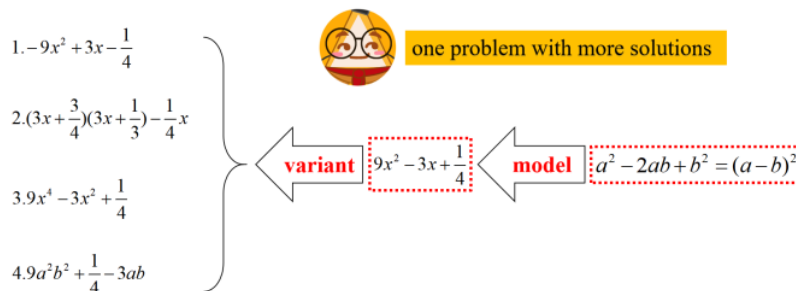 one problem with more solutions
1.-9x² + 3x - 1/4
2.(3x + 3/4)(3x + 1/3) - 1/4 x
variant
9x² - 3x + 1/4
model
a² - 2ab + b² = (a - b)²
3.9x⁴ - 3x² + 1/4
4.9a²b² + 1/4 - 3ab